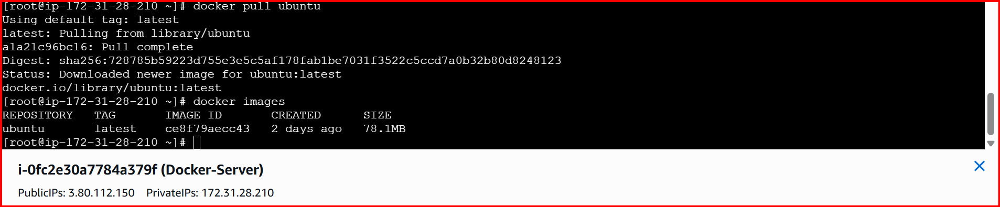 [root@ip-172-31-28-210 ~]# docker pull ubuntu
Using default tag: latest
latest: Pulling from library/ubuntu
a1a21c96bc16: Pull complete
Digest: sha256:728785b59223d755e3e5c5af178fab1be7031f3522c5ccd7a0b32b80d8248123
Status: Downloaded newer image for ubuntu:latest
docker.io/library/ubuntu:latest
[root@ip-172-31-28-210 ~]# docker images
REPOSITORY   TAG       IMAGE ID       CREATED      SIZE
ubuntu       latest    ce8f79aecc43   2 days ago   78.1MB
[root@ip-172-31-28-210 ~]#
i-0fc2e30a7784a379f (Docker-Server)
PublicIPs: 3.80.112.150    PrivateIPs: 172.31.28.210